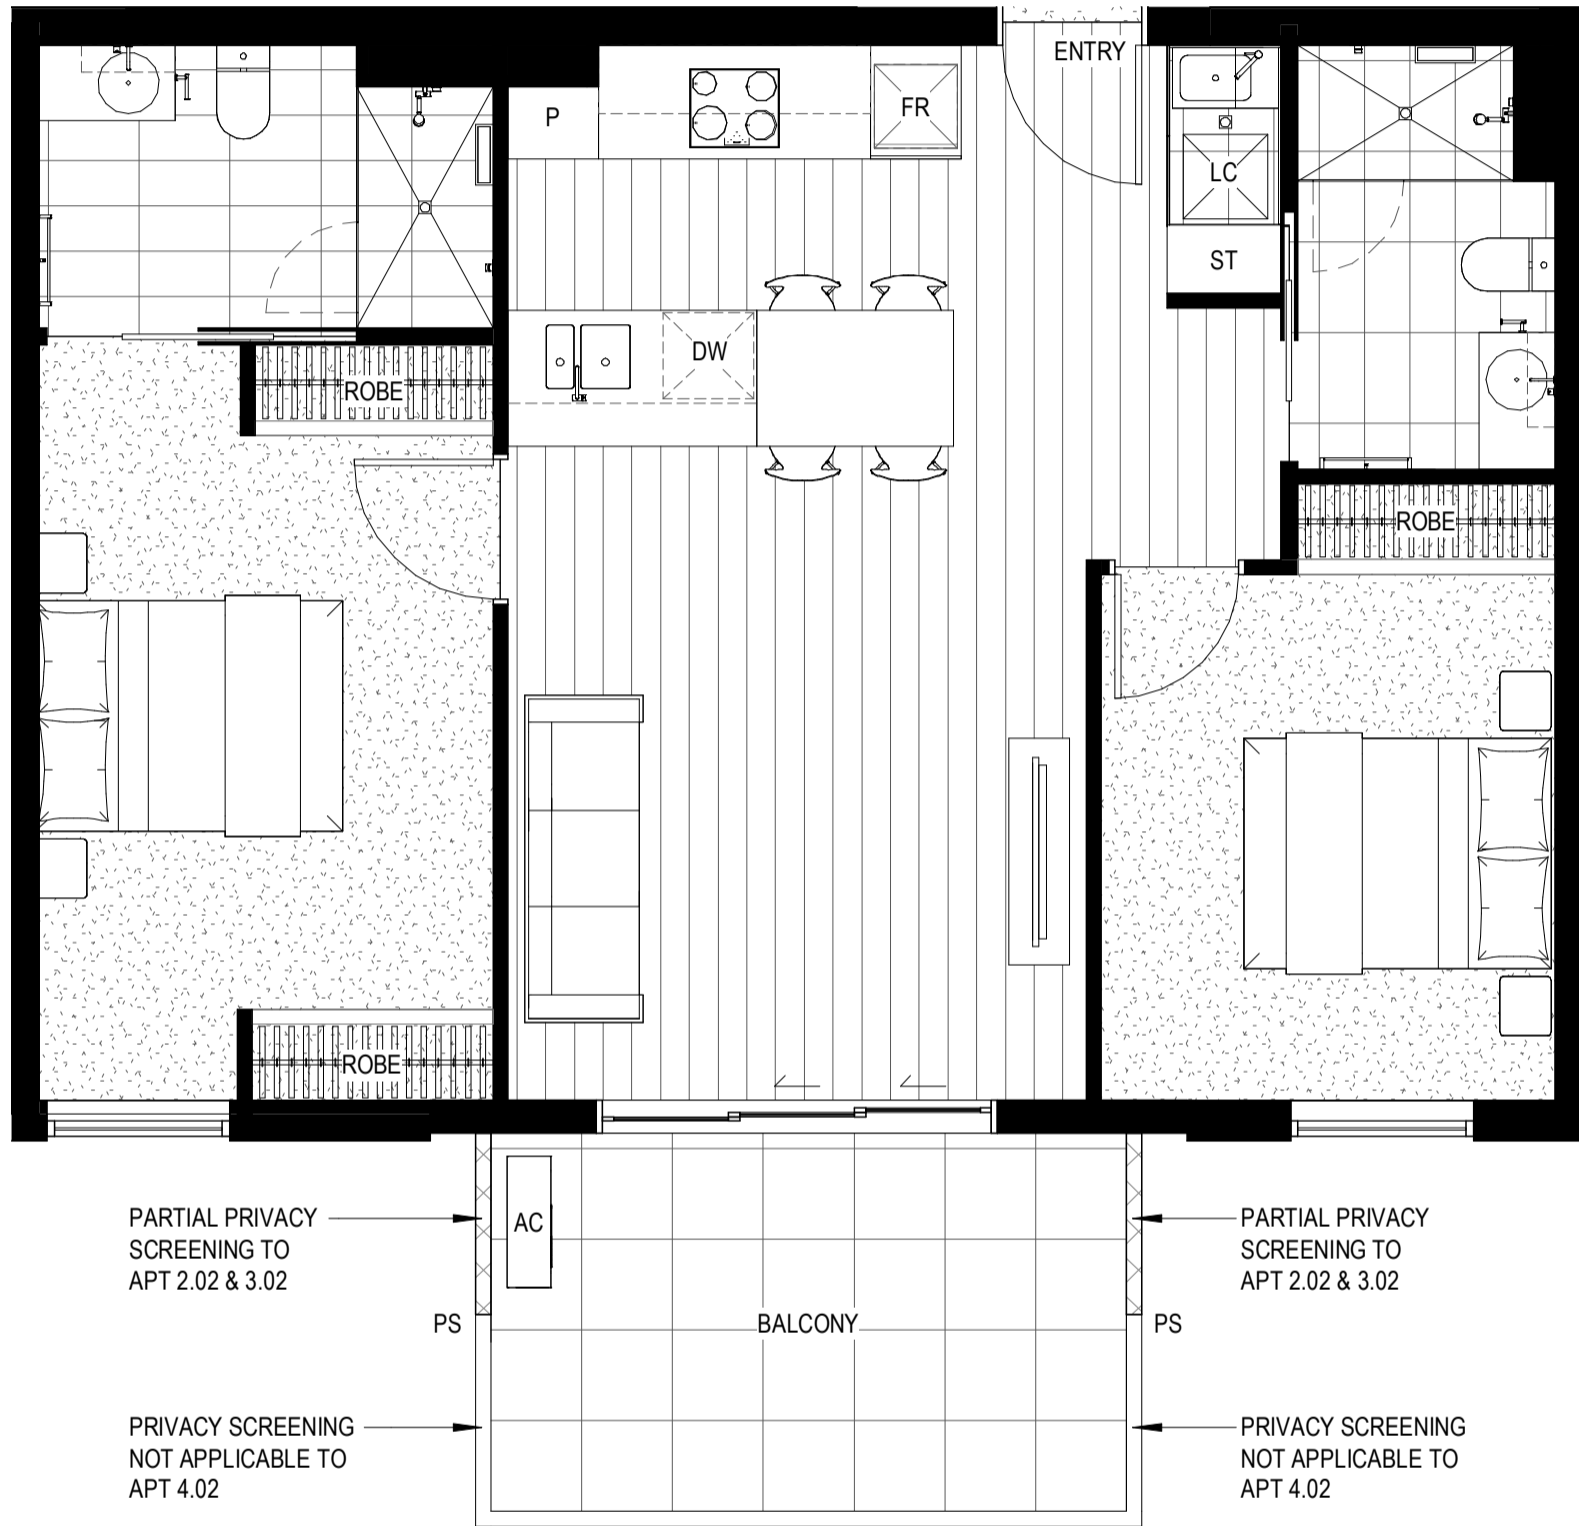 ENTRY
P
FR
LC
ST
DW
ROBE
ROBE
ROBE
AC
PARTIAL PRIVACY
SCREENING TO
APT 2.02 & 3.02
PARTIAL PRIVACY
SCREENING TO
APT 2.02 & 3.02
PS
BALCONY
PS
PRIVACY SCREENING
NOT APPLICABLE TO
APT 4.02
PRIVACY SCREENING
NOT APPLICABLE TO
APT 4.02